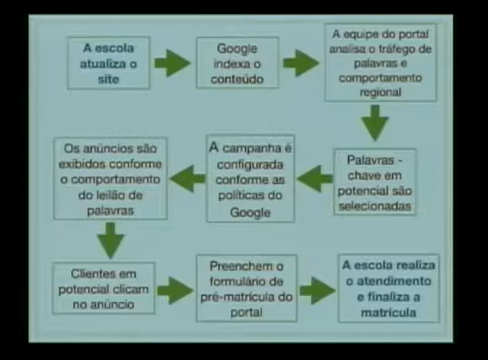 A escola
atualiza o
site
Google
indexa o
conteúdo
A equipe do portal
analisa o tráfego de
palavras e
comportamento
regional
Palavras -
chave em
potencial são
selecionadas
A campanha é
configurada
conforme as
políticas do
Google
Os anúncios são
exibidos conforme
o comportamento
do leilão de
palavras
Clientes em
potencial clicam
no anúncio
Preenchem o
formulário de
pré-matrícula do
portal
A escola realiza
o atendimento
e finaliza a
matrícula